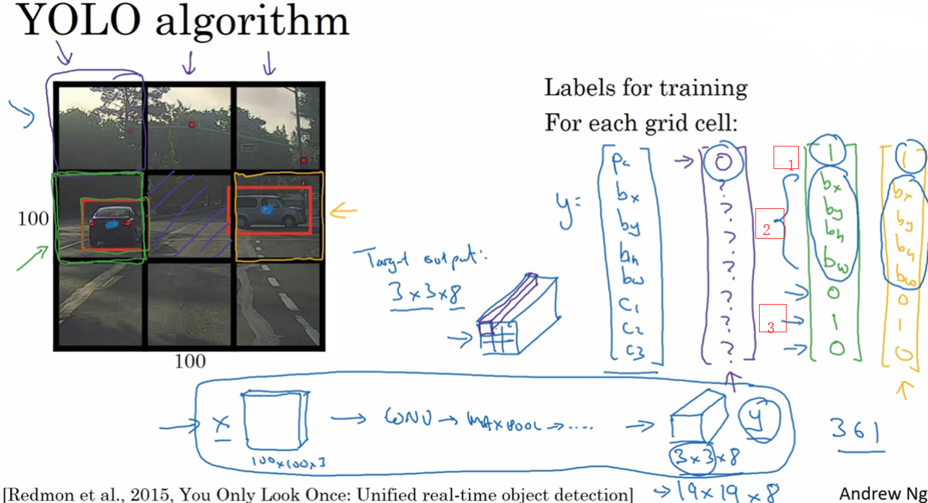 YOLO algorithm
100
100
Labels for training
For each grid cell:
y =
Pc
bx
by
bh
bw
C1
C2
C3
0
?
?
?
?
?
?
?
1
2
3
1
bx
by
bh
bw
0
1
0
1
bx
by
bh
bw
0
1
0
Target output:
3×3×8
X
100×100×3
CONV → MAXPOOL → .....
3×3×8
y
→ 19×19×8
361
[Redmon et al., 2015, You Only Look Once: Unified real-time object detection]
Andrew Ng